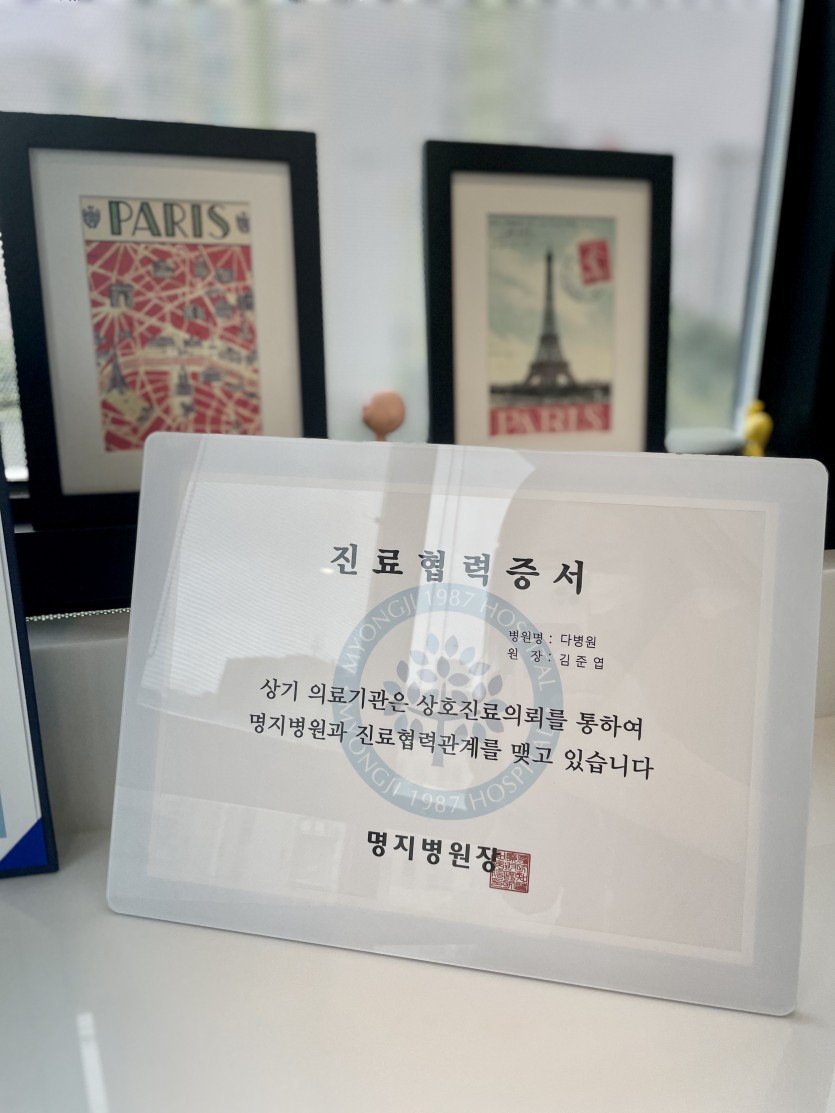 PARIS
PARIS
진료협력증서
병원명 : 다병원
원 장 : 김준엽
상기 의료기관은 상호진료의뢰를 통하여
명지병원과 진료협력관계를 맺고 있습니다
MYONGJI 1987 HOSPITAL
MYONGJI 1987 HOSPITAL
명지병원장